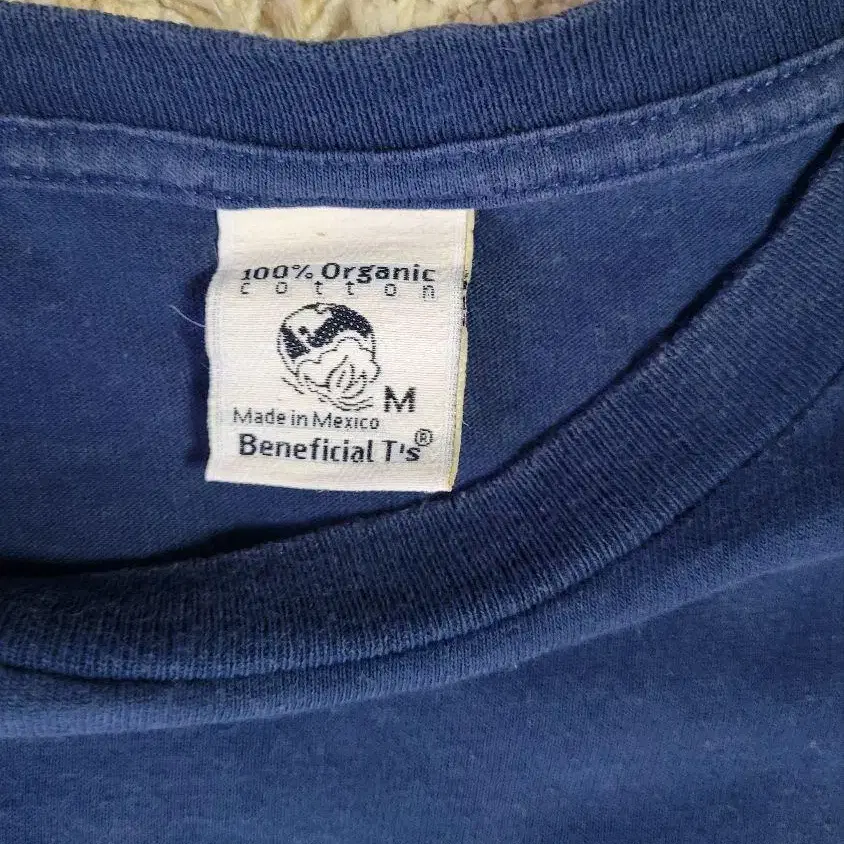 100% Organic
cotton
M
Made in Mexico
Beneficial T's®